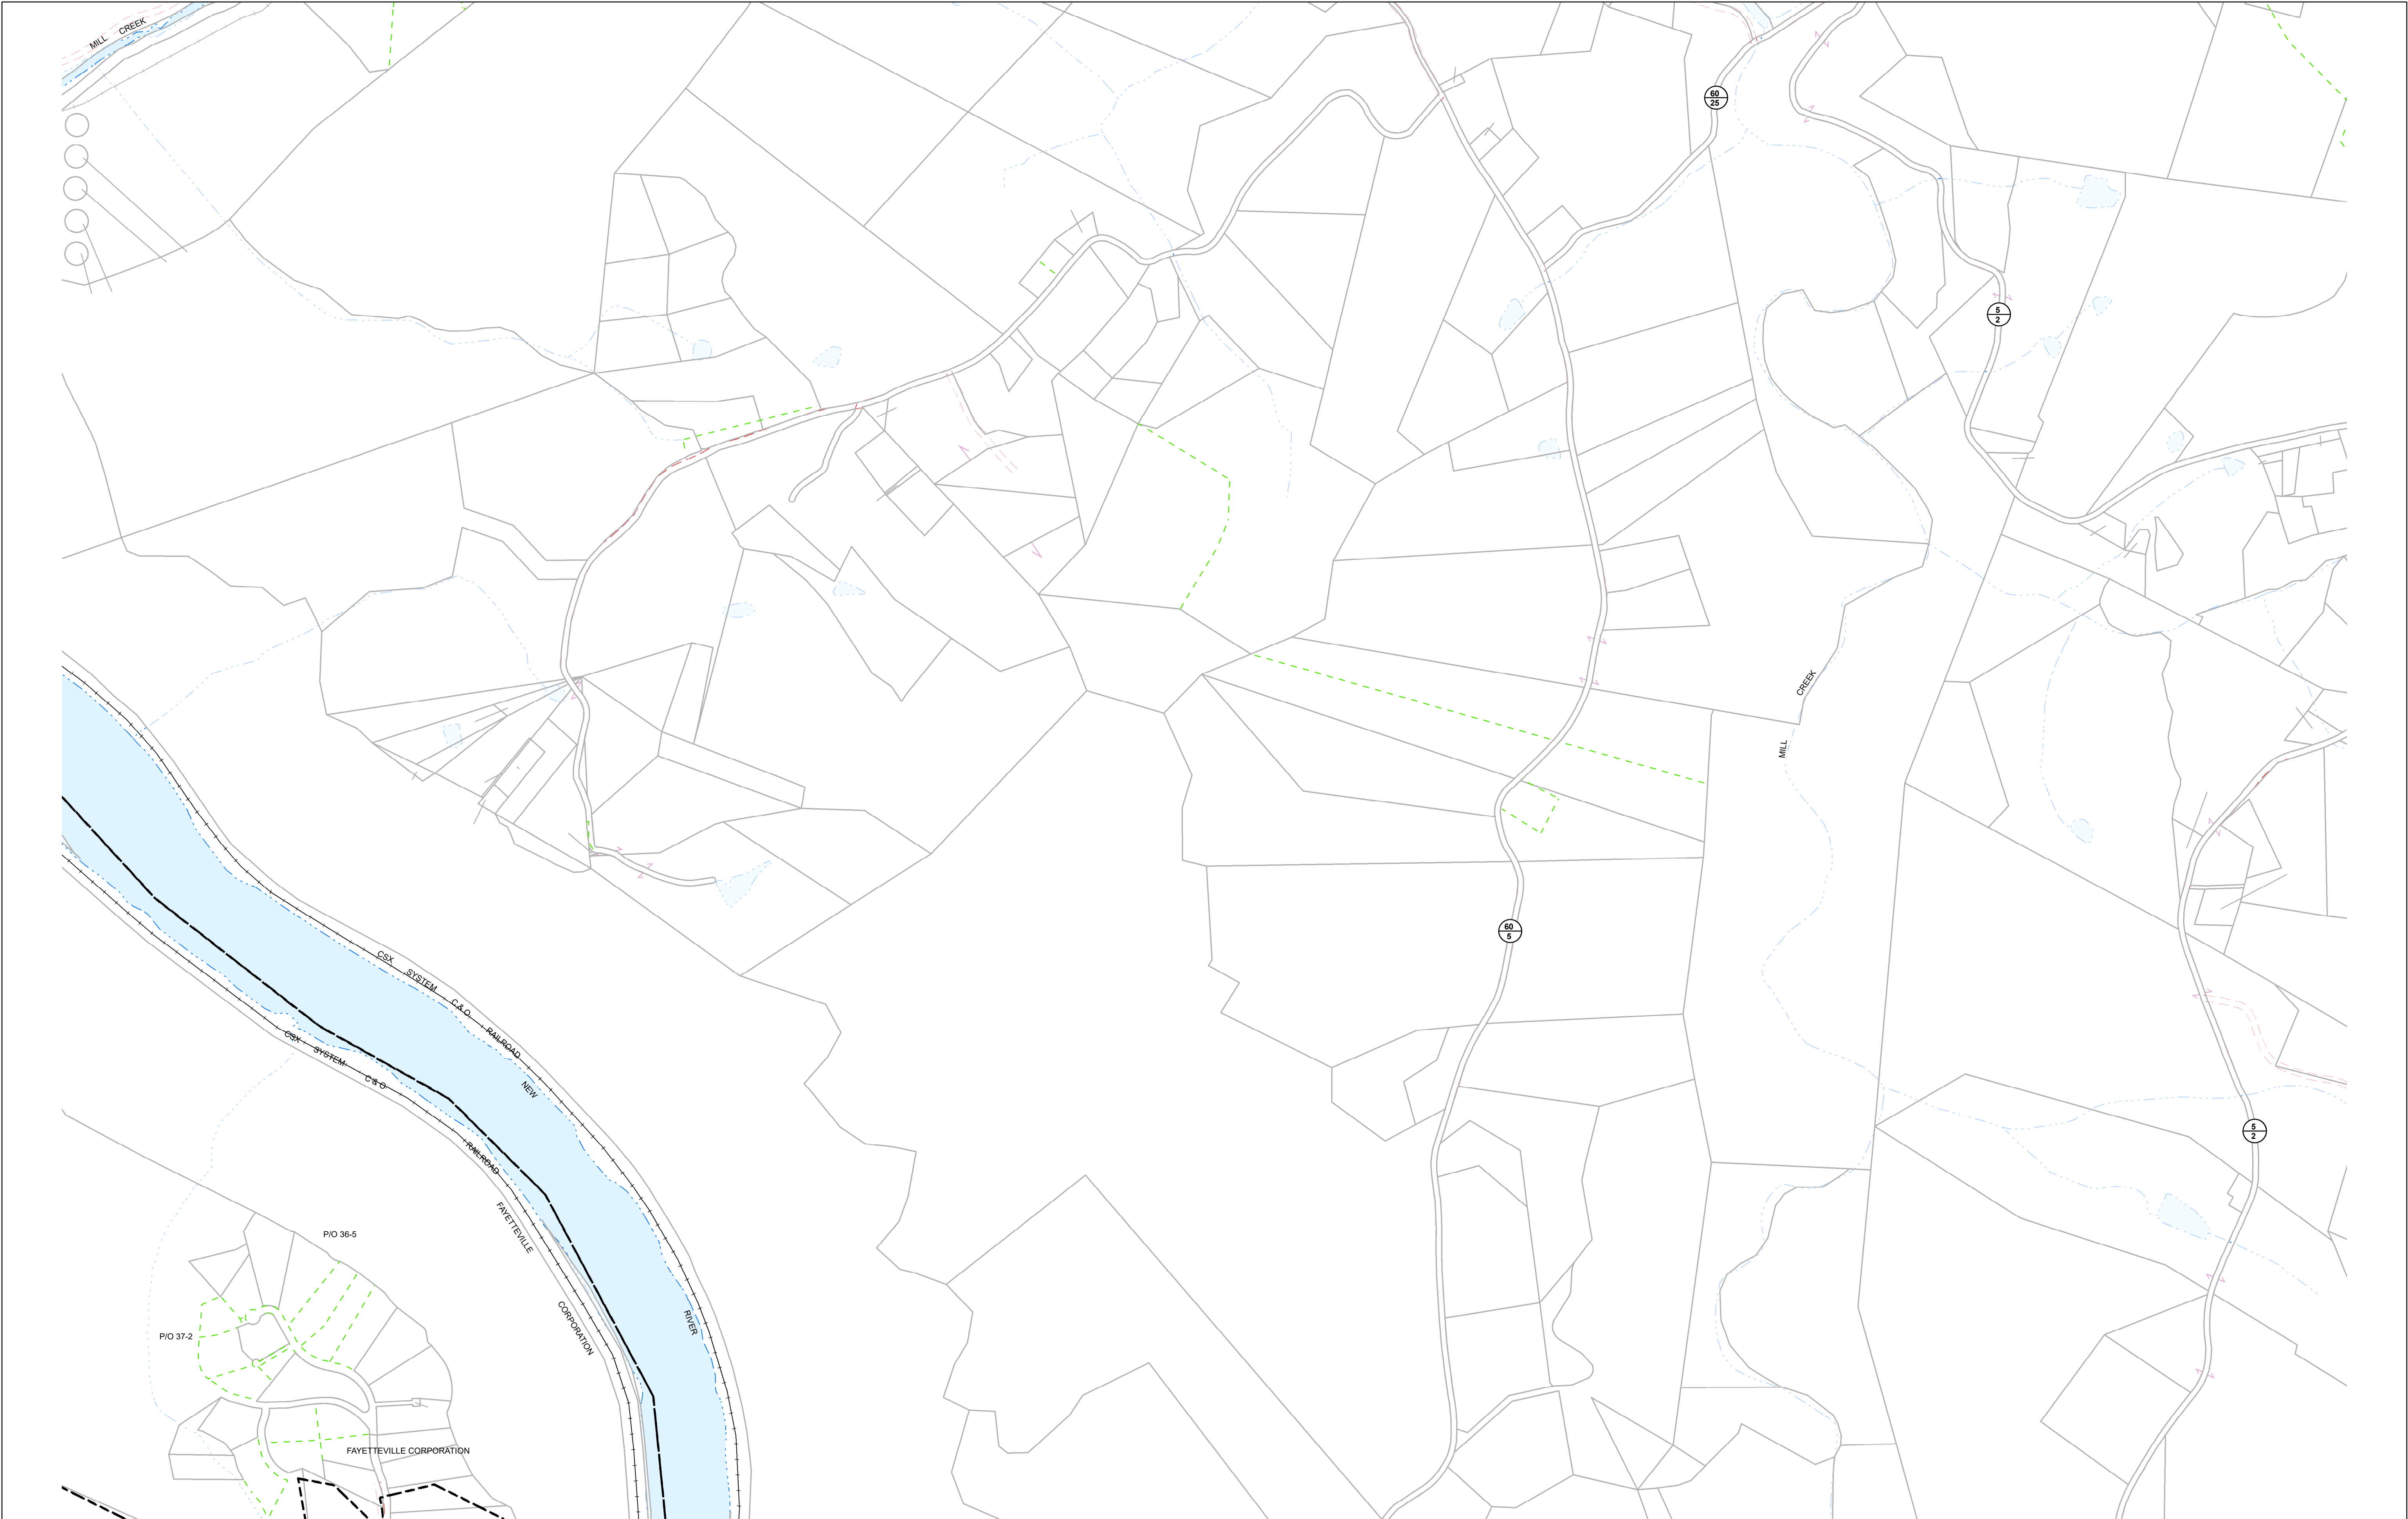 MILL CREEK
60
25
5
2
MILL CREEK
60
5
CSX SYSTEM C & O RAILROAD
NEW RIVER
CSX SYSTEM C & O RAILROAD
FAYETTEVILLE CORPORATION
5
2
P/O 36-5
P/O 37-2
FAYETTEVILLE CORPORATION